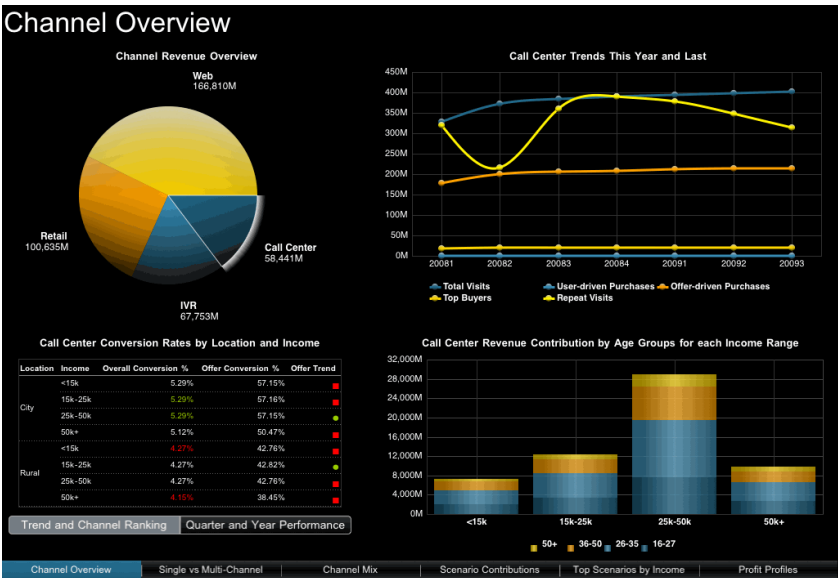 Channel Overview
Channel Revenue Overview
Web
166,810M
Retail
100,635M
Call Center
58,441M
IVR
67,753M
Call Center Trends This Year and Last
450M
400M
350M
300M
250M
200M
150M
100M
50M
0M
20081 20082 20083 20084 20091 20092 20093
Total Visits User-driven Purchases Offer-driven Purchases
Top Buyers Repeat Visits
Call Center Conversion Rates by Location and Income
Location Income Overall Conversion % Offer Conversion % Offer Trend
<15k 5.29% 57.15%
15k-25k 5.29% 57.16%
City
25k-50k 5.29% 57.15%
50k+ 5.12% 50.47%
<15k 4.27% 42.76%
15k-25k 4.27% 42.82%
Rural
25k-50k 4.27% 42.76%
50k+ 4.15% 38.45%
Trend and Channel Ranking Quarter and Year Performance
Call Center Revenue Contribution by Age Groups for each Income Range
32,000M
28,000M
24,000M
20,000M
16,000M
12,000M
8,000M
4,000M
0M
<15k 15k-25k 25k-50k 50k+
50+ 36-50 26-35 16-27
Channel Overview Single vs Multi-Channel Channel Mix Scenario Contributions Top Scenarios by Income Profit Profiles